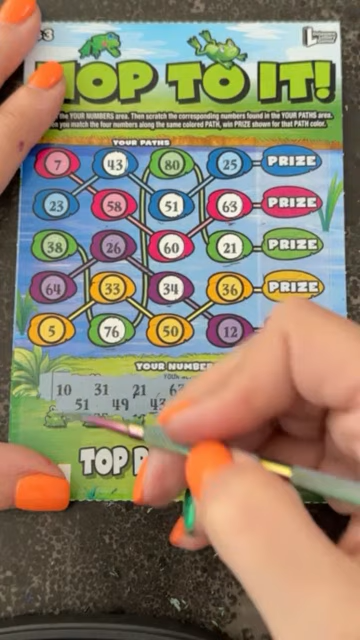 $3
HOP TO IT!
the YOUR NUMBERS area. Then scratch the corresponding numbers found in the YOUR PATHS area.
you match the four numbers along the same colored PATH, win PRIZE shown for that PATH color.
YOUR PATHS
7 43 80 25 PRIZE
23 58 51 63 PRIZE
38 26 60 21 PRIZE
64 33 34 36 PRIZE
5 76 50 12
YOUR NUMBE
10 31 21
51 49 43
TOP P